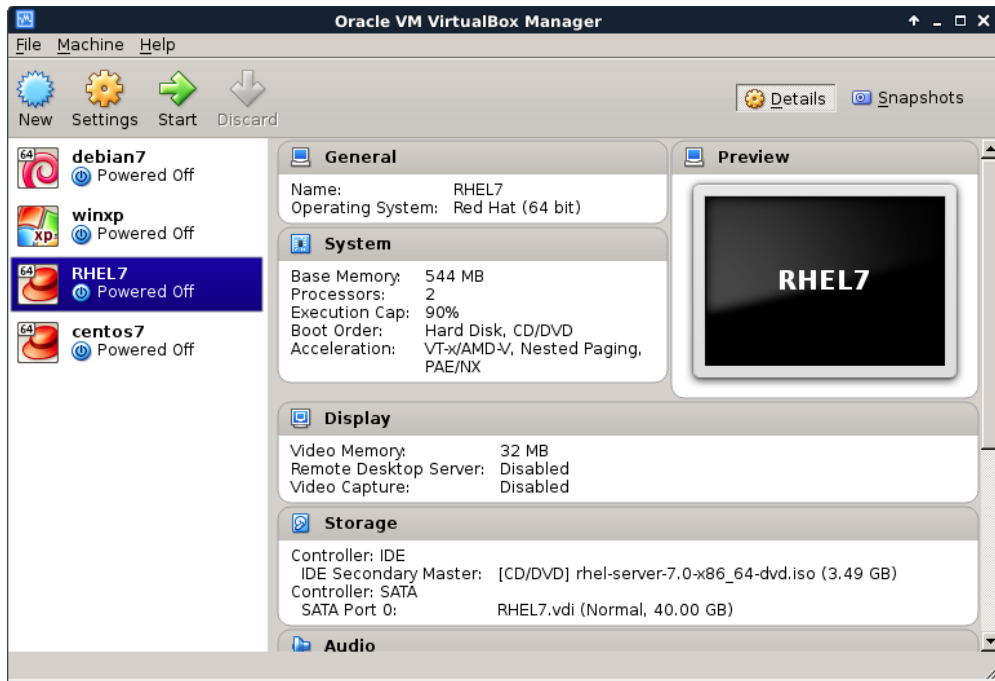 Oracle VM VirtualBox Manager
File Machine Help
New Settings Start Discard
Details Snapshots
64 debian7
Powered Off
xp winxp
Powered Off
64 RHEL7
Powered Off
64 centos7
Powered Off
General
Name: RHEL7
Operating System: Red Hat (64 bit)
System
Base Memory: 544 MB
Processors: 2
Execution Cap: 90%
Boot Order: Hard Disk, CD/DVD
Acceleration: VT-x/AMD-V, Nested Paging,
PAE/NX
Preview
RHEL7
Display
Video Memory: 32 MB
Remote Desktop Server: Disabled
Video Capture: Disabled
Storage
Controller: IDE
IDE Secondary Master: [CD/DVD] rhel-server-7.0-x86_64-dvd.iso (3.49 GB)
Controller: SATA
SATA Port 0: RHEL7.vdi (Normal, 40.00 GB)
Audio